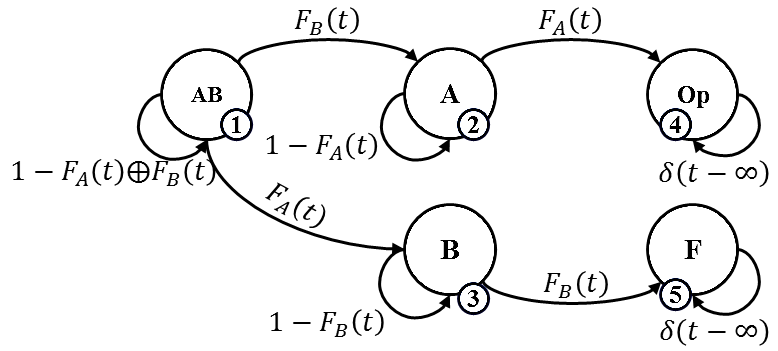 F_B(t)
F_A(t)
AB
A
Op
1
2
4
1 − F_A(t)
1 − F_A(t)⊕F_B(t)
δ(t − ∞)
F_A(t)
B
F
F_B(t)
3
5
1 − F_B(t)
δ(t − ∞)